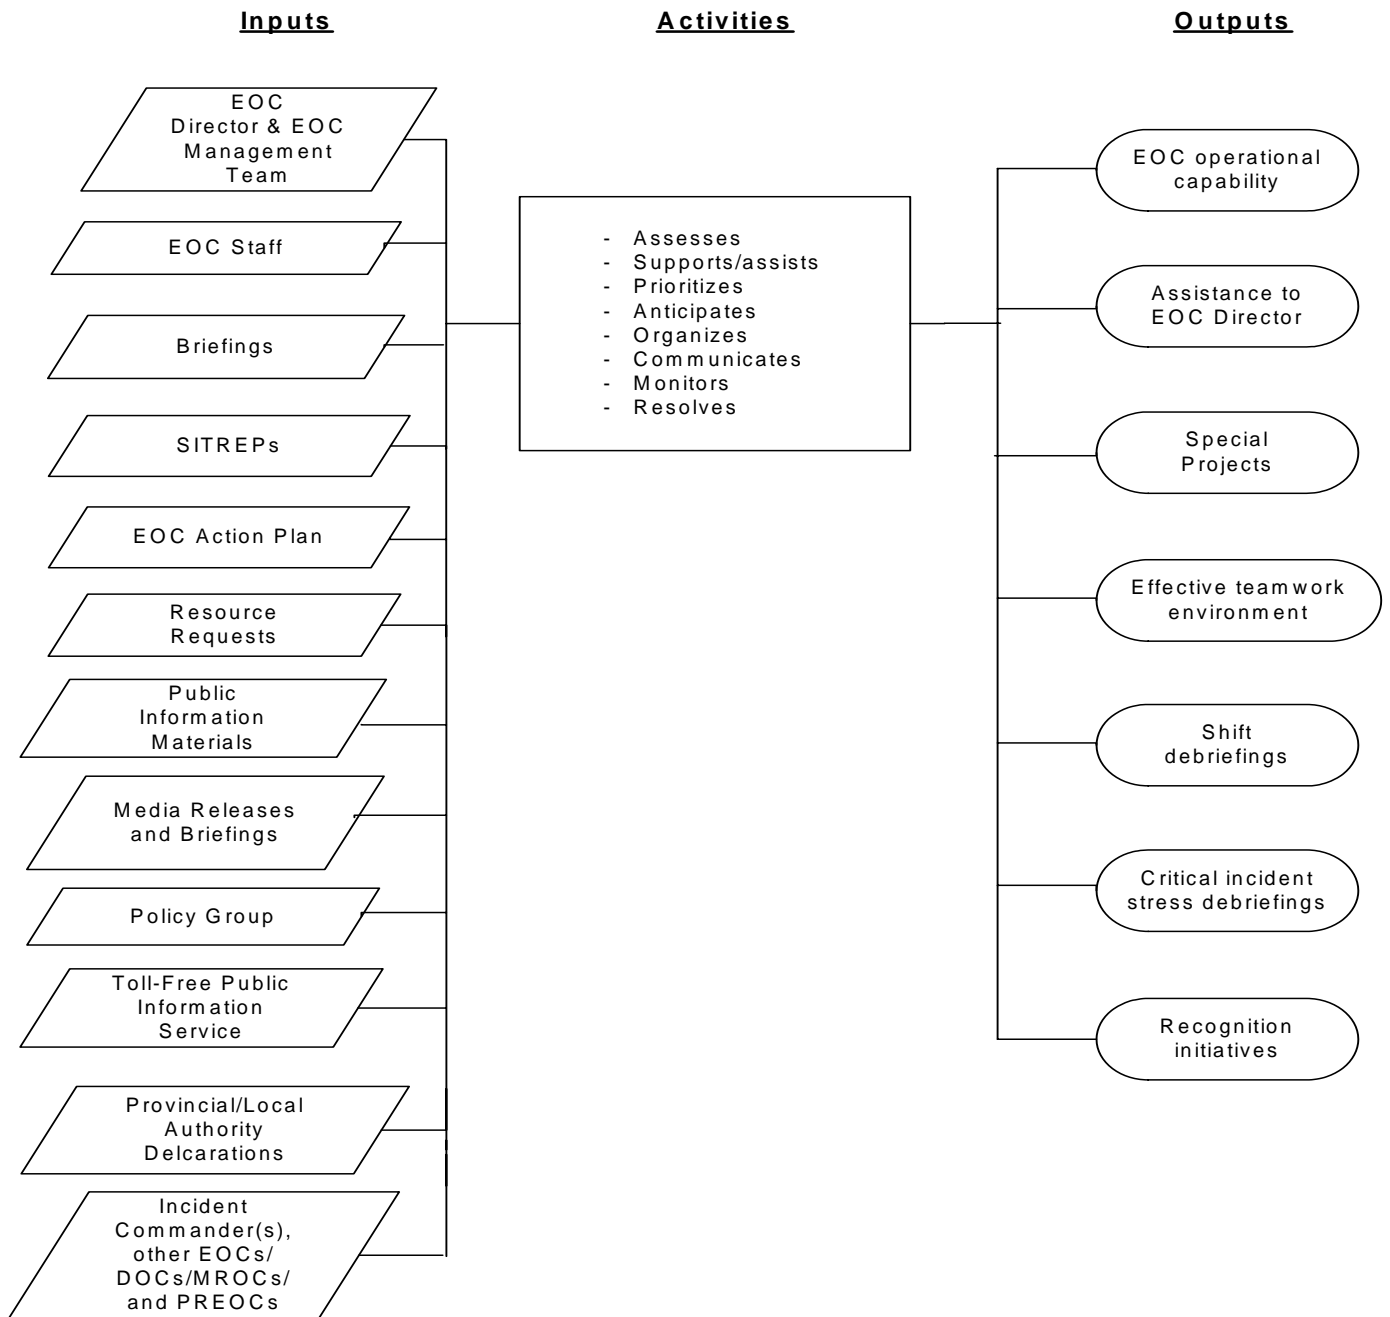 Inputs
Activities
Outputs
EOC
Director & EOC
Management
Team
EOC Staff
Briefings
SITREPs
EOC Action Plan
Resource
Requests
Public
Information
Materials
Media Releases
and Briefings
Policy Group
Toll-Free Public
Information
Service
Provincial/Local
Authority
Delcarations
Incident
Commander(s),
other EOCs/
DOCs/MROCs/
and PREOCs
- Assesses
- Supports/assists
- Prioritizes
- Anticipates
- Organizes
- Communicates
- Monitors
- Resolves
EOC operational
capability
Assistance to
EOC Director
Special
Projects
Effective teamwork
environment
Shift
debriefings
Critical incident
stress debriefings
Recognition
initiatives